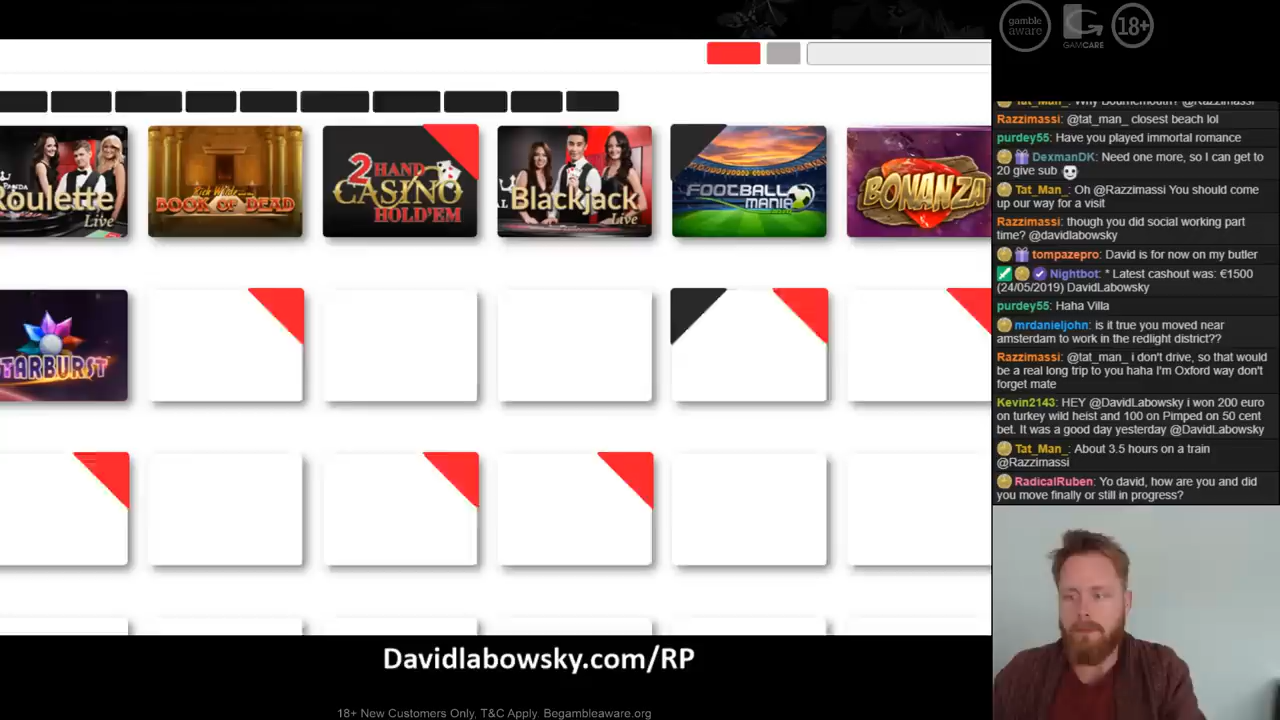 gamble
aware
GAMCARE
18+
Roulette
Live
Rich Wilde
BOOK OF DEAD
2 HAND
CASINO
HOLD'EM
Blackjack
Live
FOOTBALL
MANIA
BONANZA
STARBURST
Tat_Man_: Why Bournemouth? @Razzimassi
Razzimassi: @tat_man_ closest beach lol
purdey55: Have you played immortal romance
DexmanDK: Need one more, so I can get to
20 give sub
Tat_Man_: Oh @Razzimassi You should come
up our way for a visit
Razzimassi: though you did social working part
time? @davidlabowsky
tompazepro: David is for now on my butler
Nightbot: * Latest cashout was: €1500
(24/05/2019) DavidLabowsky
purdey55: Haha Villa
mrdanieljohn: is it true you moved near
amsterdam to work in the redlight district??
Razzimassi: @tat_man_ i don't drive, so that would
be a real long trip to you haha I'm Oxford way don't
forget mate
Kevin2143: HEY @DavidLabowsky i won 200 euro
on turkey wild heist and 100 on Pimped on 50 cent
bet. It was a good day yesterday @DavidLabowsky
Tat_Man_: About 3.5 hours on a train
@Razzimassi
RadicalRuben: Yo david, how are you and did
you move finally or still in progress?
Davidlabowsky.com/RP
18+ New Customers Only, T&C Apply. Begambleaware.org